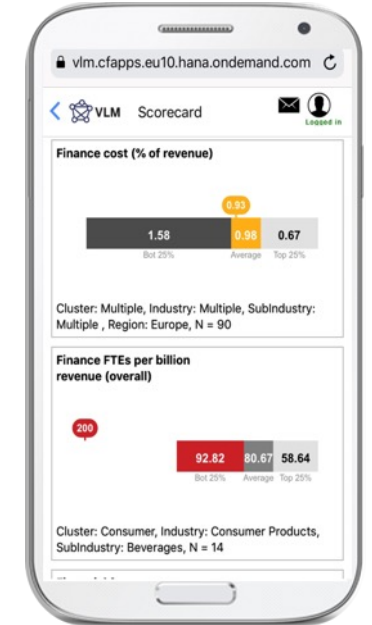 vlm.cfapps.eu10.hana.ondemand.com
VLM Scorecard
Logged in
Finance cost (% of revenue)
0.93
1.58 0.98 0.67
Bot 25% Average Top 25%
Cluster: Multiple, Industry: Multiple, SubIndustry:
Multiple , Region: Europe, N = 90
Finance FTEs per billion
revenue (overall)
200
92.82 80.67 58.64
Bot 25% Average Top 25%
Cluster: Consumer, Industry: Consumer Products,
SubIndustry: Beverages, N = 14